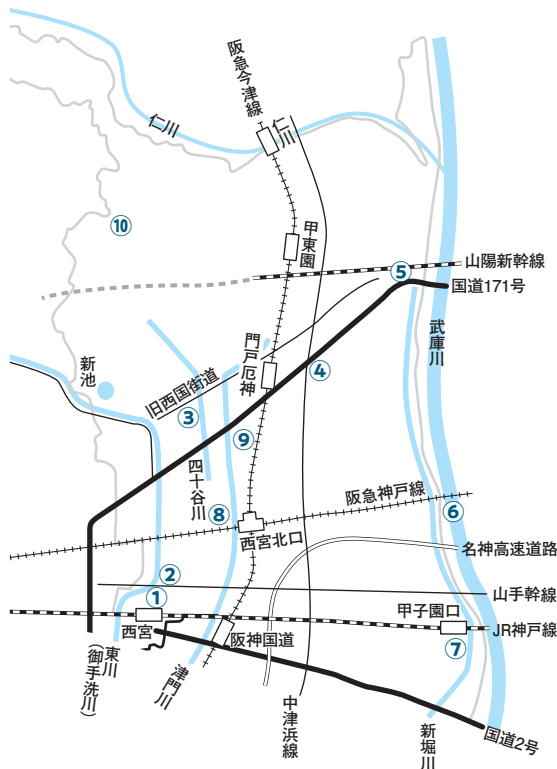 阪急今津線
仁川
仁川
⑩
甲東園
⑤
山陽新幹線
国道171号
武庫川
門戸厄神
新池
旧西国街道
③
④
⑨
四十谷川
阪急神戸線
⑧
⑥
西宮北口
名神高速道路
②
山手幹線
①
西宮
甲子園口
JR神戸線
阪神国道
⑦
東川
(御手洗川)
津門川
中津浜線
新堀川
国道2号